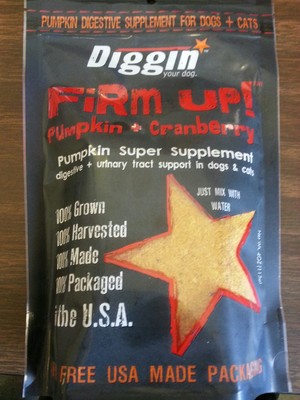 PUMPKIN DIGESTIVE SUPPLEMENT FOR DOGS + CATS
Diggin'
your dog.
FiRm UP!
Pumpkin + Cranberry
Pumpkin Super Supplement
digestive + urinary tract support in dogs & cats
JUST MIX WITH
WATER
100% Grown
100% Harvested
100% Made
100% Packaged
the U.S.A.
FREE USA MADE PACKAGING